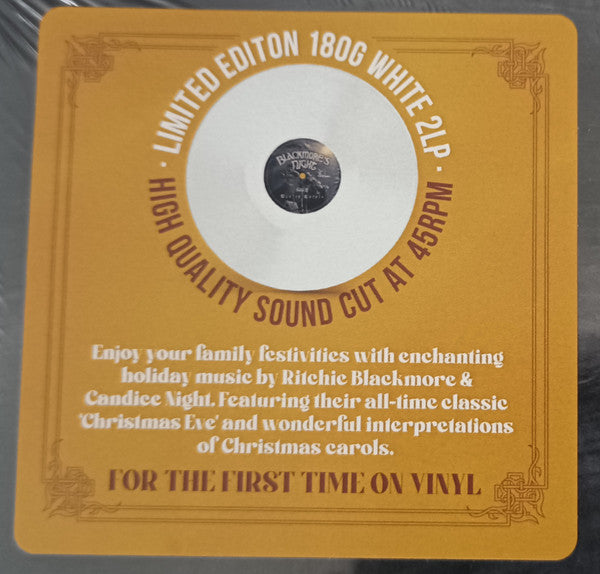 · LIMITED EDITON 180G WHITE 2LP ·
HIGH QUALITY SOUND CUT AT 45RPM
BLACKMORE'S
NIGHT
Enjoy your family festivities with enchanting
holiday music by Ritchie Blackmore &
Candice Night. Featuring their all-time classic
'Christmas Eve' and wonderful interpretations
of Christmas carols.
FOR THE FIRST TIME ON VINYL